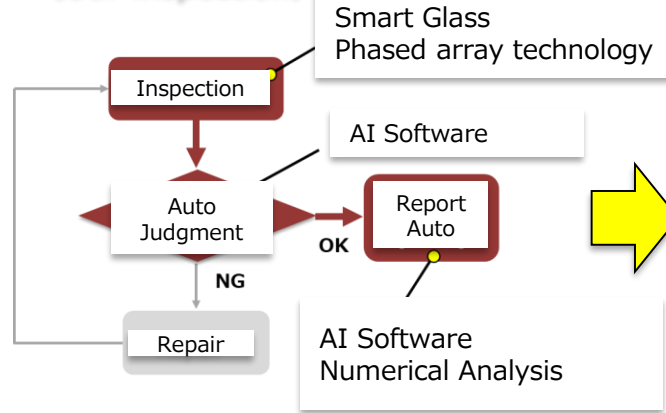 Smart Glass
Phased array technology
Inspection
AI Software
Auto
Judgment
OK
Report
Auto
NG
Repair
AI Software
Numerical Analysis